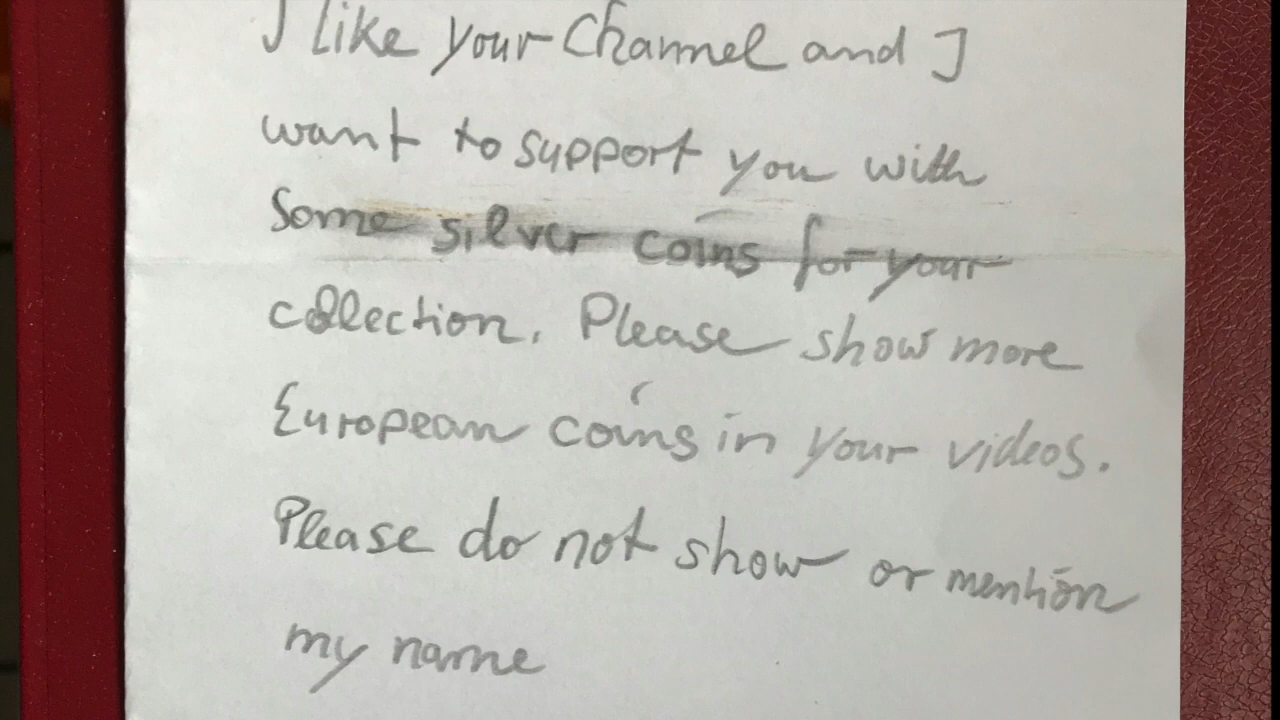 I like your Channel and I
want to support you with
some silver coins for your
collection. Please show more
European coins in your videos.
Please do not show or mention
my name